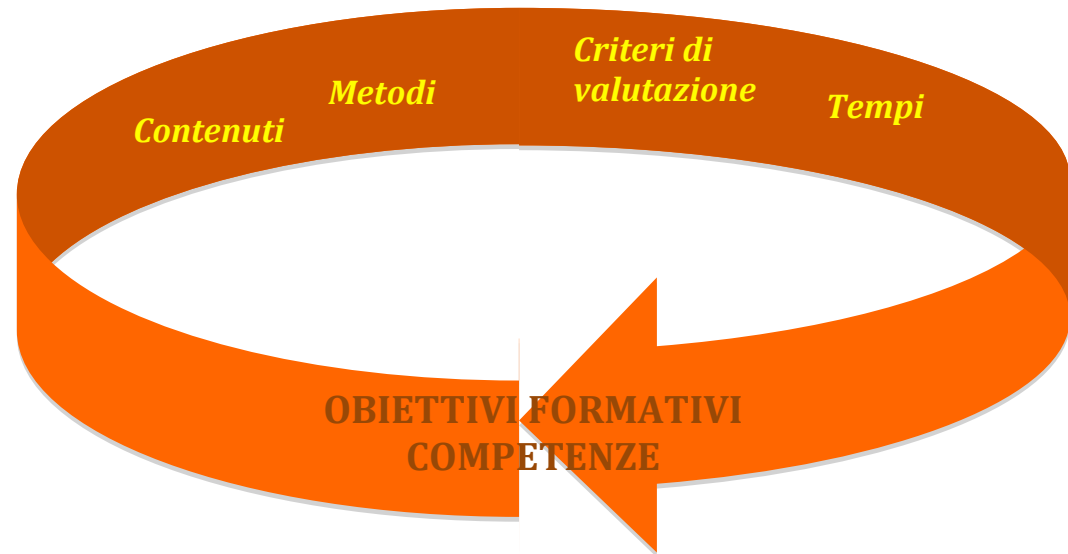 Contenuti
Metodi
Criteri di
valutazione
Tempi
OBIETTIVI FORMATIVI
COMPETENZE